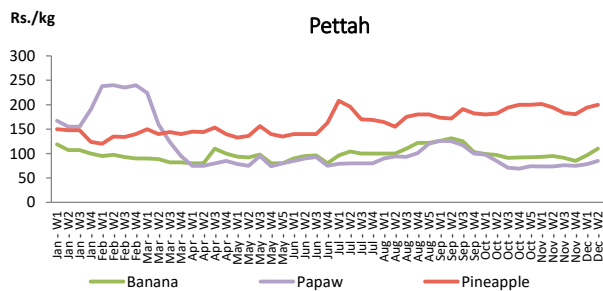 Rs./kg
Pettah
300
250
200
150
100
50
0
Jan - W1
Jan - W2
Jan - W3
Jan - W4
Feb - W1
Feb - W2
Feb - W3
Feb - W4
Mar - W1
Mar - W2
Mar - W3
Mar - W4
Apr - W1
Apr - W2
Apr - W3
Apr - W4
May - W1
May - W2
May - W3
May - W4
May - W5
Jun - W1
Jun - W2
Jun - W3
Jun - W4
Jul - W1
Jul - W2
Jul - W3
Jul - W4
Aug - W1
Aug - W2
Aug - W3
Aug - W4
Aug - W5
Sep - W1
Sep - W2
Sep - W3
Sep - W4
Oct - W1
Oct - W2
Oct - W3
Oct - W4
Oct - W5
Nov - W1
Nov - W2
Nov - W3
Nov - W4
Dec - W1
Dec - W2
Banana
Papaw
Pineapple